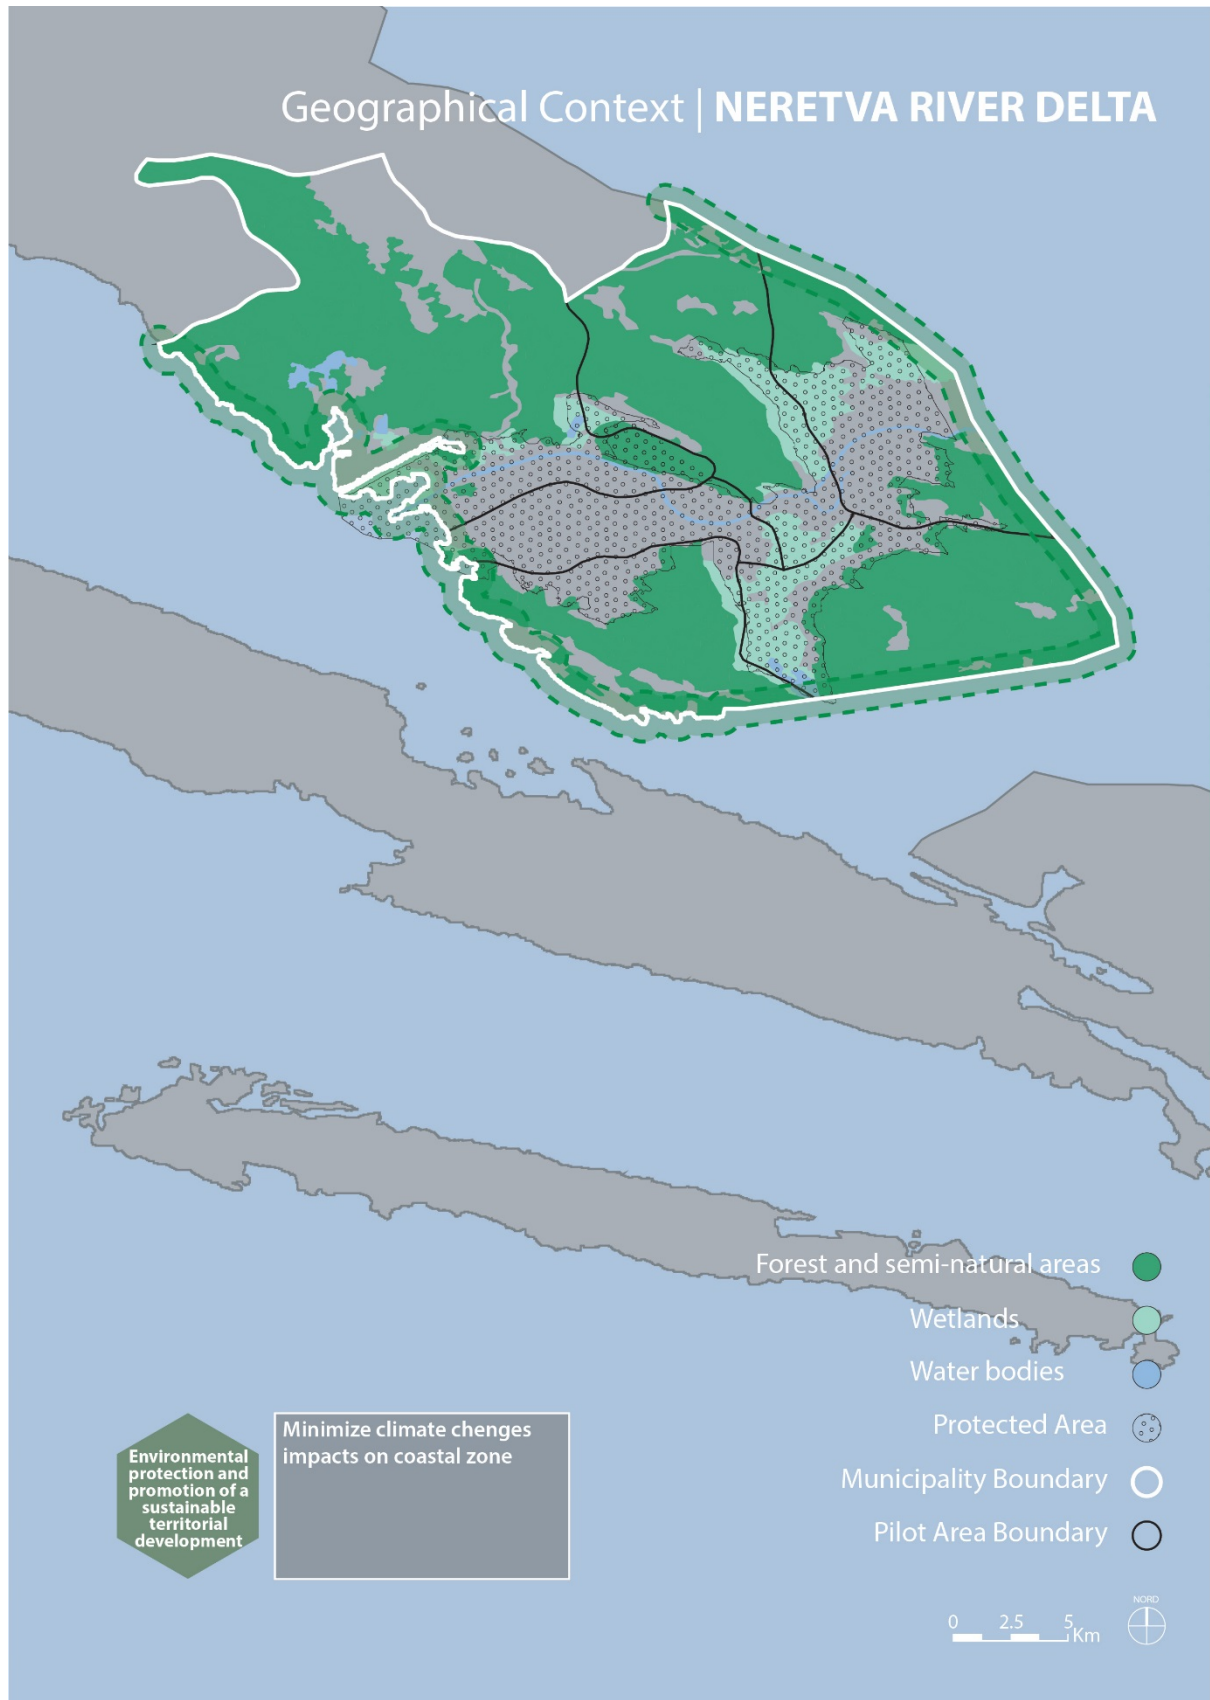 Geographical Context | NERETVA RIVER DELTA
Forest and semi-natural areas
Wetlands
Water bodies
Protected Area
Municipality Boundary
Pilot Area Boundary
Environmental
protection and
promotion of a
sustainable
territorial
development
Minimize climate chenges
impacts on coastal zone
NORD
0 2.5 5 Km